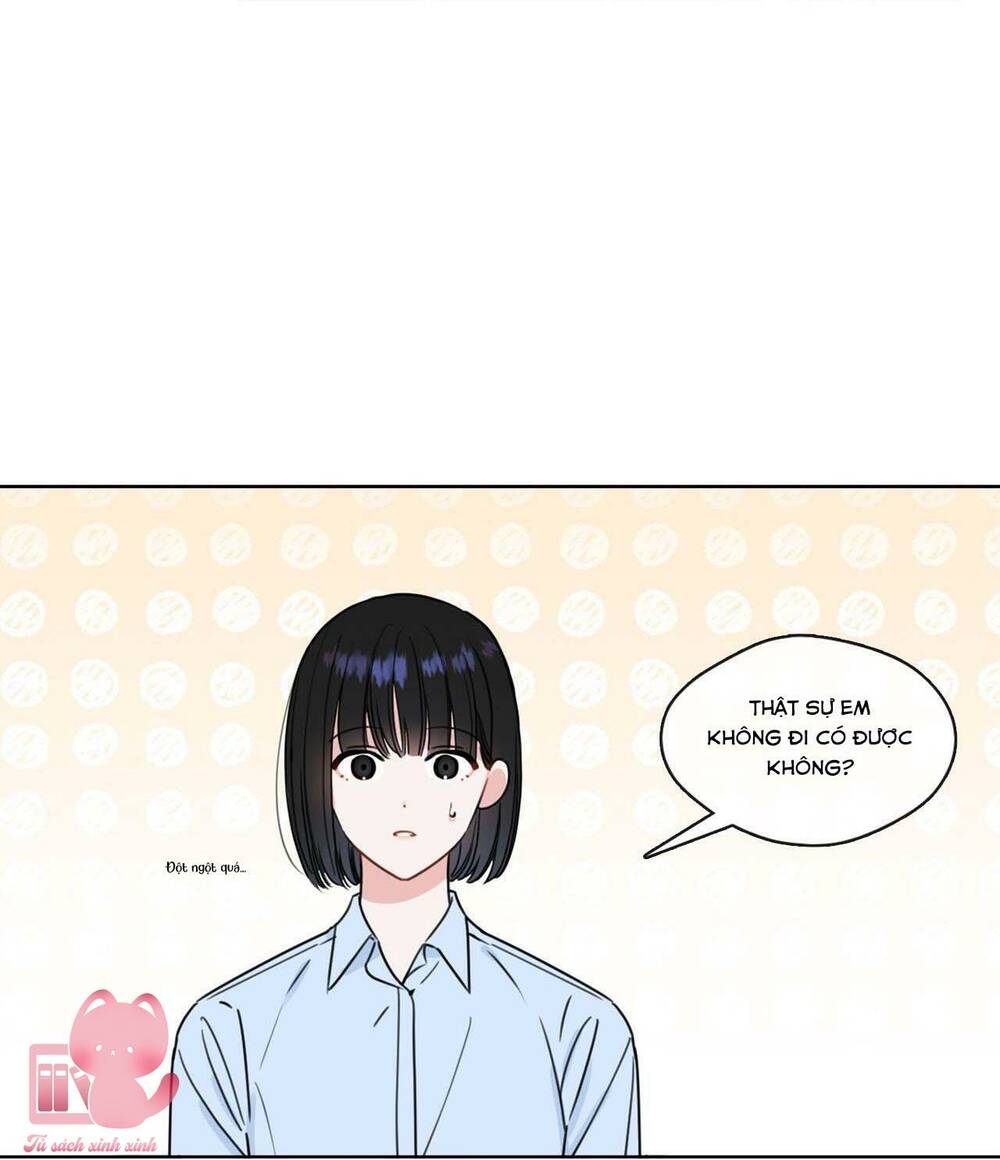 THẬT SỰ EM
KHÔNG ĐI CÓ ĐƯỢC
KHÔNG?
Đột ngột quá...
Tủ sách xinh xinh